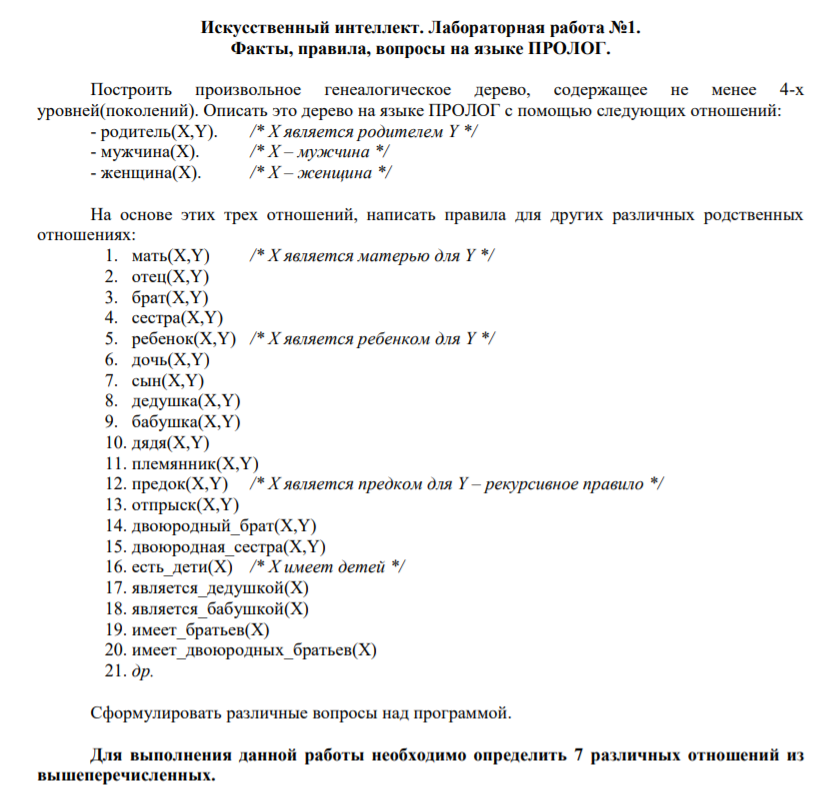 Искусственный интеллект. Лабораторная работа №1.
Факты, правила, вопросы на языке ПРОЛОГ.
Построить произвольное генеалогическое дерево, содержащее не менее 4-х
уровней(поколений). Описать это дерево на языке ПРОЛОГ с помощью следующих отношений:
- родитель(X,Y). /* X является родителем Y */
- мужчина(X). /* X – мужчина */
- женщина(X). /* X – женщина */
На основе этих трех отношений, написать правила для других различных родственных
отношениях:
1. мать(X,Y) /* X является матерью для Y */
2. отец(X,Y)
3. брат(X,Y)
4. сестра(X,Y)
5. ребенок(X,Y) /* X является ребенком для Y */
6. дочь(X,Y)
7. сын(X,Y)
8. дедушка(X,Y)
9. бабушка(X,Y)
10. дядя(X,Y)
11. племянник(X,Y)
12. предок(X,Y) /* X является предком для Y – рекурсивное правило */
13. отпрыск(X,Y)
14. двоюродный_брат(X,Y)
15. двоюродная_сестра(X,Y)
16. есть_дети(X) /* X имеет детей */
17. является_дедушкой(X)
18. является_бабушкой(X)
19. имеет_братьев(X)
20. имеет_двоюродных_братьев(X)
21. др.
Сформулировать различные вопросы над программой.
Для выполнения данной работы необходимо определить 7 различных отношений из
вышеперечисленных.